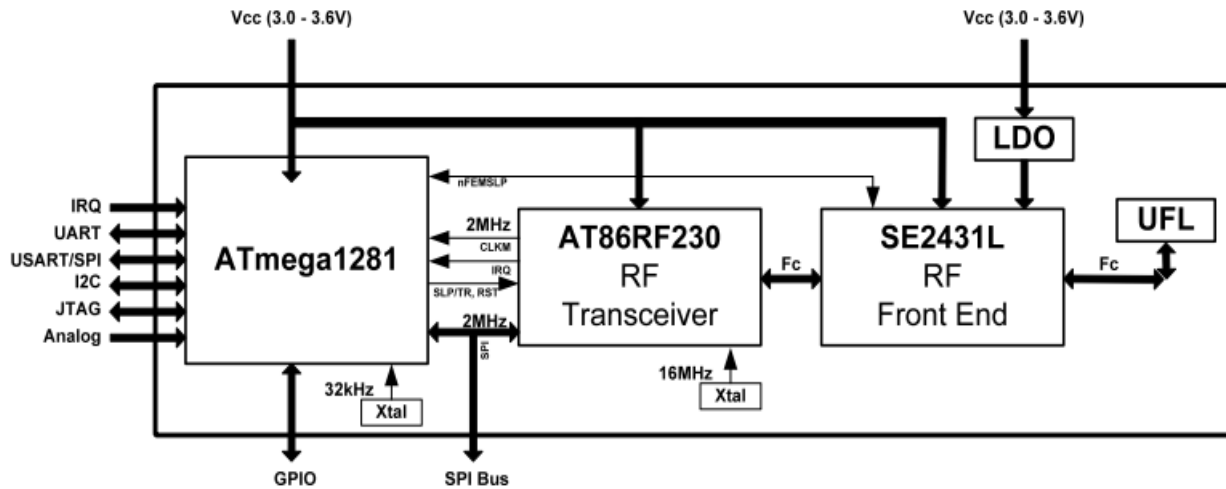 Vcc (3.0 - 3.6V)
Vcc (3.0 - 3.6V)
LDO
nFEMSLP
IRQ
UART
USART/SPI
I2C
JTAG
Analog
ATmega1281
2MHz
CLKM
IRQ
SLP/TR, RST
2MHz
SPI
AT86RF230
RF
Transceiver
Fc
SE2431L
RF
Front End
Fc
UFL
32kHz
Xtal
16MHz
Xtal
GPIO
SPI Bus